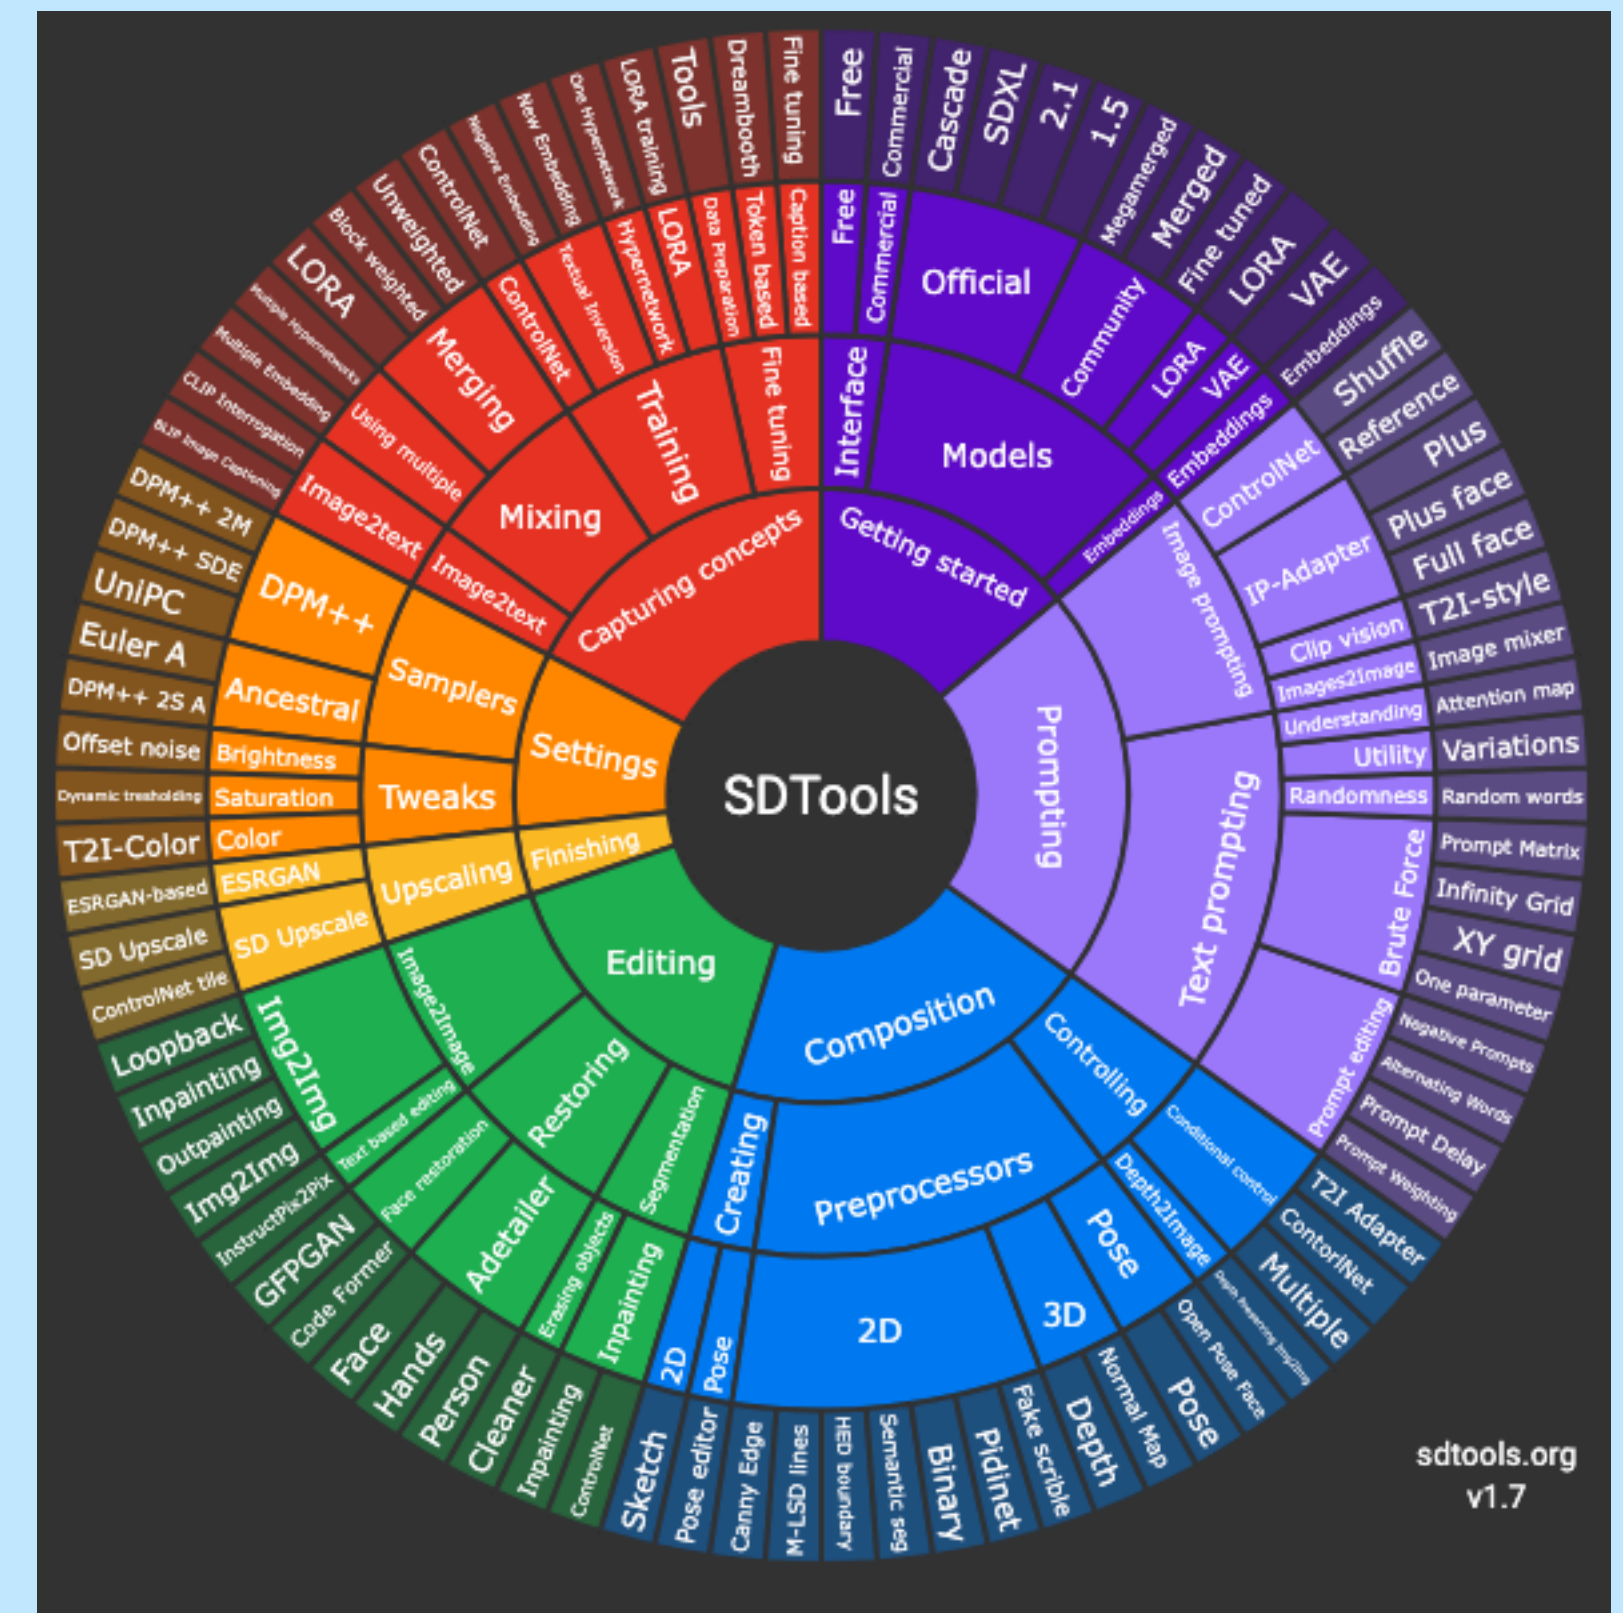 SDTools
Getting started
Interface
Models
Embeddings
Free
Commercial
Official
Community
LORA
VAE
Embeddings
Free
Commercial
Cascade
SDXL
2.1
1.5
Megamerged
Merged
Fine tuned
LORA
VAE
Embeddings
Prompting
Image prompting
Text prompting
ControlNet
IP-Adapter
Clip vision
Images2Image
Understanding
Utility
Randomness
Brute Force
Prompt editing
Shuffle
Reference
Plus
Plus face
Full face
T2I-style
Image mixer
Attention map
Variations
Random words
Prompt Matrix
Infinity Grid
XY grid
One parameter
Negative Prompts
Alternating Words
Prompt Delay
Prompt Weighting
Composition
Controlling
Preprocessors
Creating
Conditional control
Depth2Image
Pose
3D
2D
Pose
2D
T2I Adapter
ContorlNet
Multiple
Depth Preserving Img2Img
Open Pose Face
Pose
Normal Map
Depth
Fake scrible
Pidinet
Binary
Semantic seg
HED boundary
M-LSD lines
Canny Edge
Pose editor
Sketch
Editing
Segmentation
Restoring
Image2Image
Inpainting
Erasing objects
Adetailer
Face restoration
Text based editing
Img2Img
ControlNet
Inpainting
Cleaner
Person
Hands
Face
Code Former
GFPGAN
InstructPix2Pix
Img2Img
Outpainting
Inpainting
Loopback
Finishing
Upscaling
SD Upscale
ESRGAN
ControlNet tile
SD Upscale
ESRGAN-based
Settings
Tweaks
Samplers
Color
Saturation
Brightness
Ancestral
DPM++
T2I-Color
Dynamic tresholding
Offset noise
DPM++ 2S A
Euler A
UniPC
DPM++ SDE
DPM++ 2M
Capturing concepts
Image2text
Mixing
Training
Fine tuning
Image2text
Using multiple
Merging
ControlNet
Textual Inversion
Hypernetwork
LORA
Data Preparation
Token based
Caption based
BLIP Image Captioning
CLIP Interrogation
Multiple Embedding
Multiple Hypernetworks
LORA
Block weighted
Unweighted
ControlNet
Negative Embedding
New Embedding
One Hypernetwork
LORA training
Tools
Dreambooth
Fine tuning
sdtools.org
v1.7